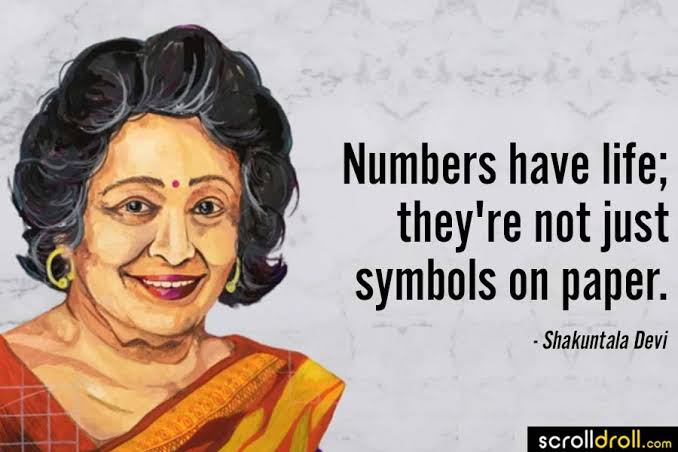 Numbers have life;
they're not just
symbols on paper.
- Shakuntala Devi
scrolldroll.com